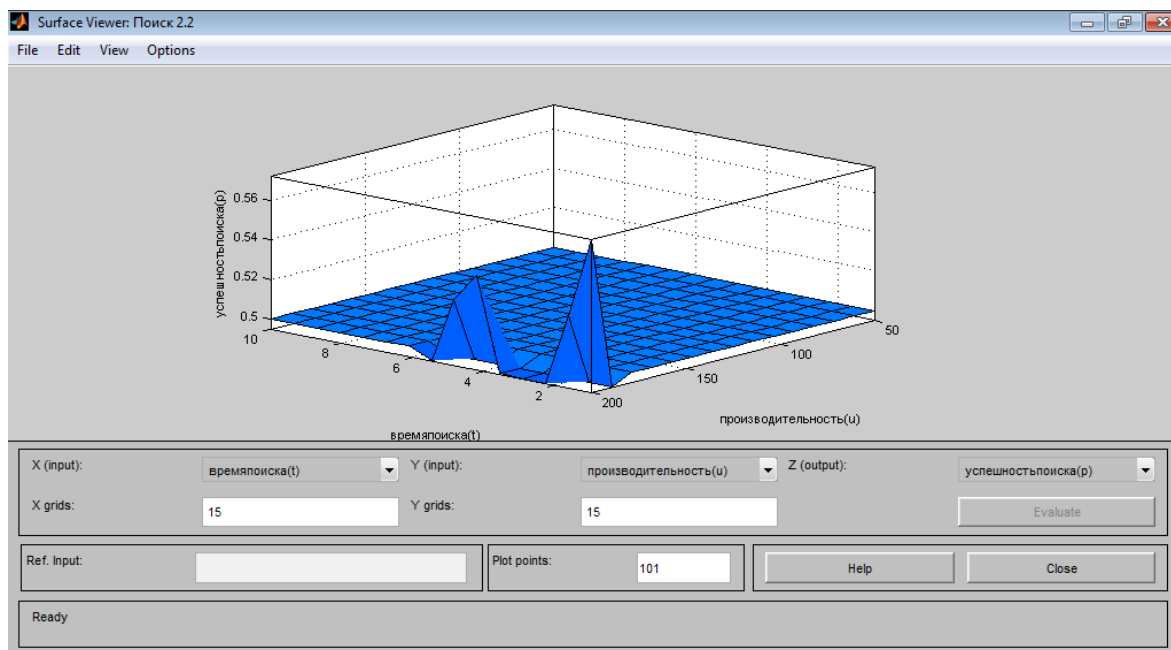 Surface Viewer: Поиск 2.2
File Edit View Options
успешностьпоиска(p)
0.56
0.54
0.52
0.5
10
8
6
4
2
200
150
100
50
времяпоиска(t)
производительность(u)
X (input): времяпоиска(t) Y (input): производительность(u) Z (output): успешностьпоиска(p)
X grids: 15 Y grids: 15 Evaluate
Ref. Input: Plot points: 101 Help Close
Ready